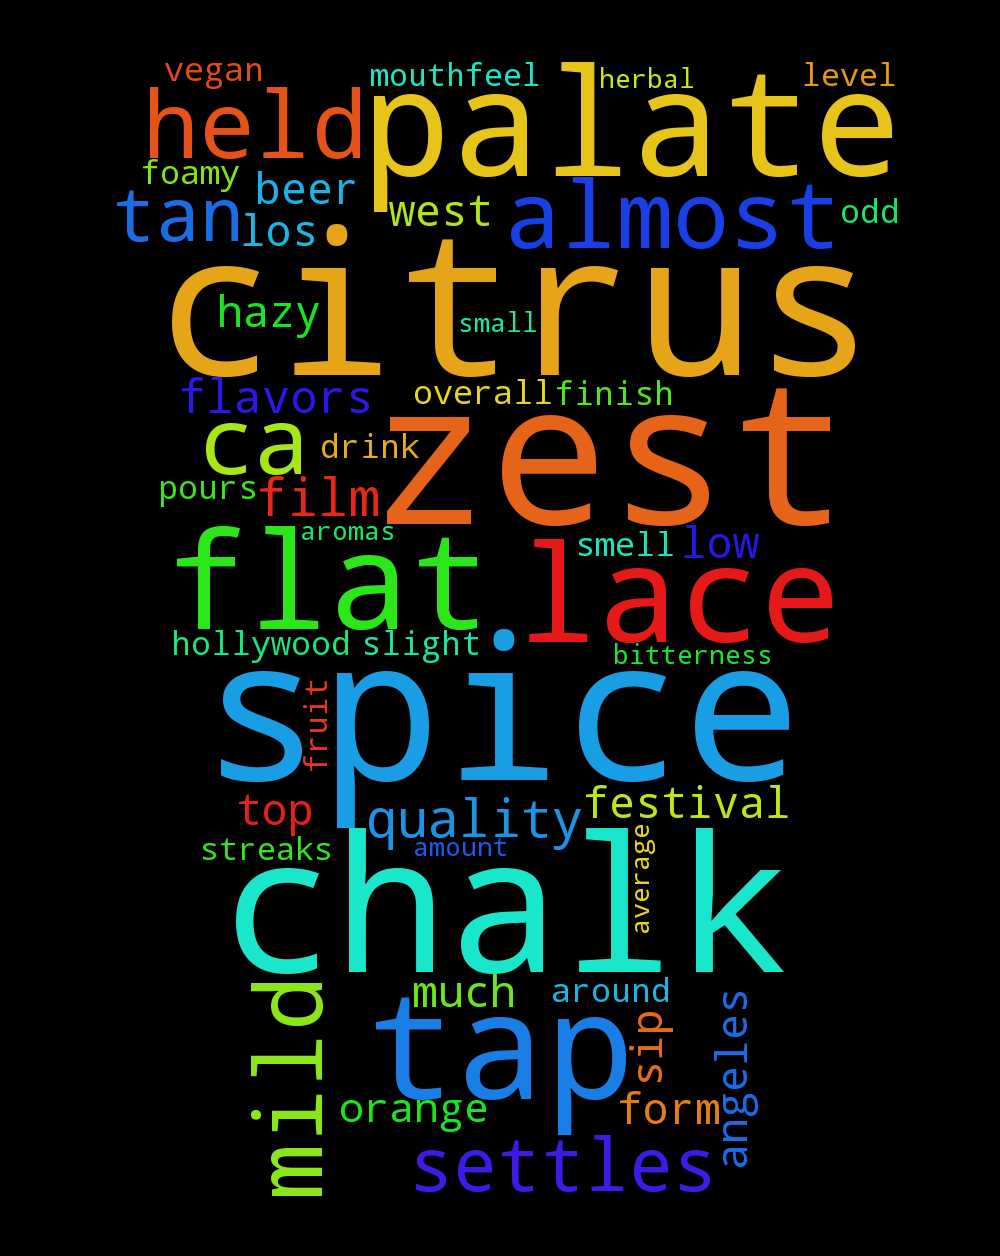 vegan
mouthfeel
herbal
level
held
palate
foamy
beer
tan
los
west
almost
odd
citrus
hazy
small
flavors
overall
finish
ca
drink
zest
pours
film
aromas
flat
smell
low
lace
hollywood
slight
bitterness
spice
fruit
top
quality
festival
streaks
amount
average
chalk
mild
much
around
tap
sip
angeles
orange
form
settles